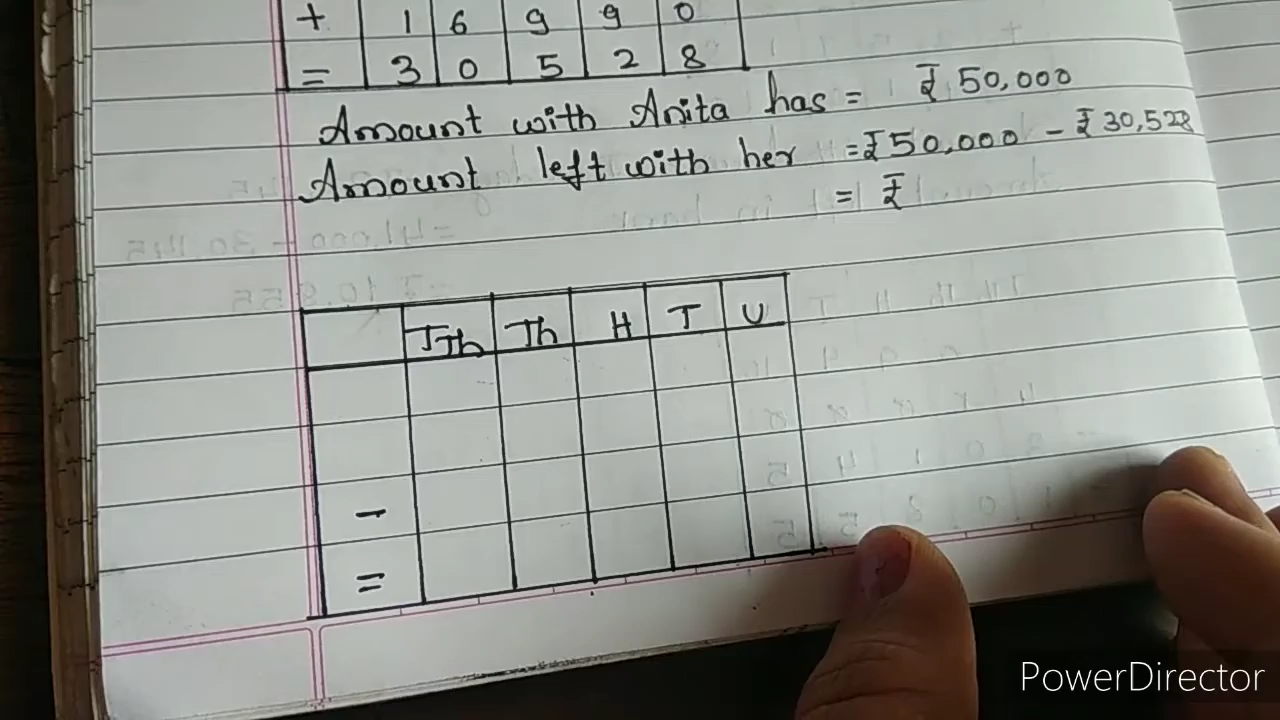 + 1 6 9 9 0
= 3 0 5 2 8
Amount with Anita has = ₹ 50,000
Amount left with her = ₹50,000 - ₹30,528
= ₹
TTh Th H T U
-
=
PowerDirector